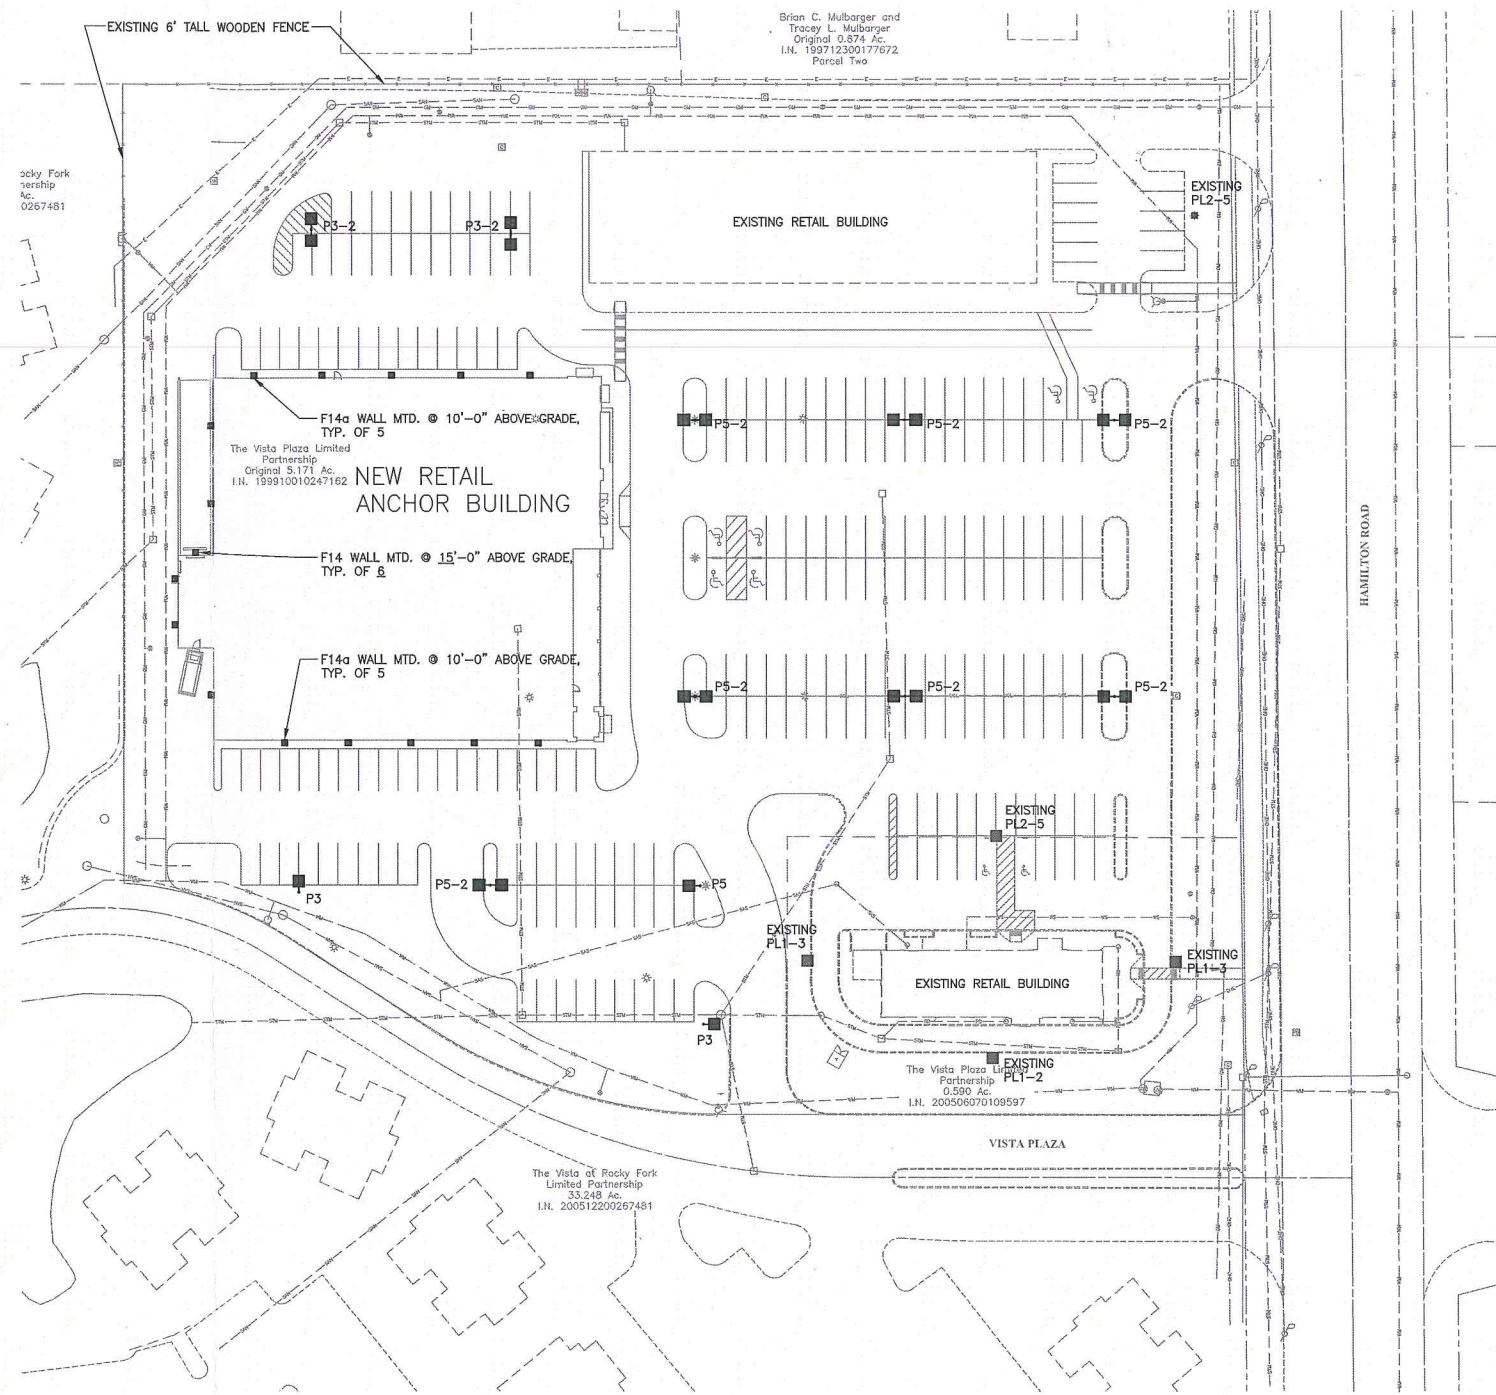 EXISTING 6' TALL WOODEN FENCE
Brian C. Mulbarger and
Tracey L. Mulbarger
Original 0.874 Ac.
I.N. 199712300177672
Parcel Two
ocky Fork
nership
Ac.
0267481
EXISTING
PL2-5
P3-2
P3-2
EXISTING RETAIL BUILDING
F14a WALL MTD. @ 10'-0" ABOVE GRADE,
TYP. OF 5
The Vista Plaza Limited
Partnership
Original 5.171 Ac.
I.N. 199910010247162
NEW RETAIL
ANCHOR BUILDING
P5-2
P5-2
P5-2
F14 WALL MTD. @ 15'-0" ABOVE GRADE,
TYP. OF 6
HAMILTON ROAD
F14a WALL MTD. @ 10'-0" ABOVE GRADE,
TYP. OF 5
P5-2
P5-2
P5-2
EXISTING
PL2-5
P3
P5-2
P5
EXISTING
PL1-3
EXISTING
PL1-3
EXISTING RETAIL BUILDING
P3
EXISTING
PL1-2
The Vista Plaza Limited
Partnership
0.590 Ac.
I.N. 200506070109597
VISTA PLAZA
The Vista at Rocky Fork
Limited Partnership
33.248 Ac.
I.N. 200512200267481